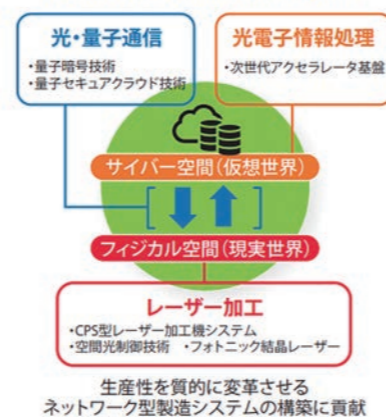 光・量子通信
・量子暗号技術
・量子セキュアクラウド技術
光電子情報処理
・次世代アクセラレータ基盤
サイバー空間(仮想世界)
フィジカル空間(現実世界)
レーザー加工
・CPS型レーザー加工機システム
・空間光制御技術 ・フォトニック結晶レーザー
生産性を質的に変革させる
ネットワーク型製造システムの構築に貢献